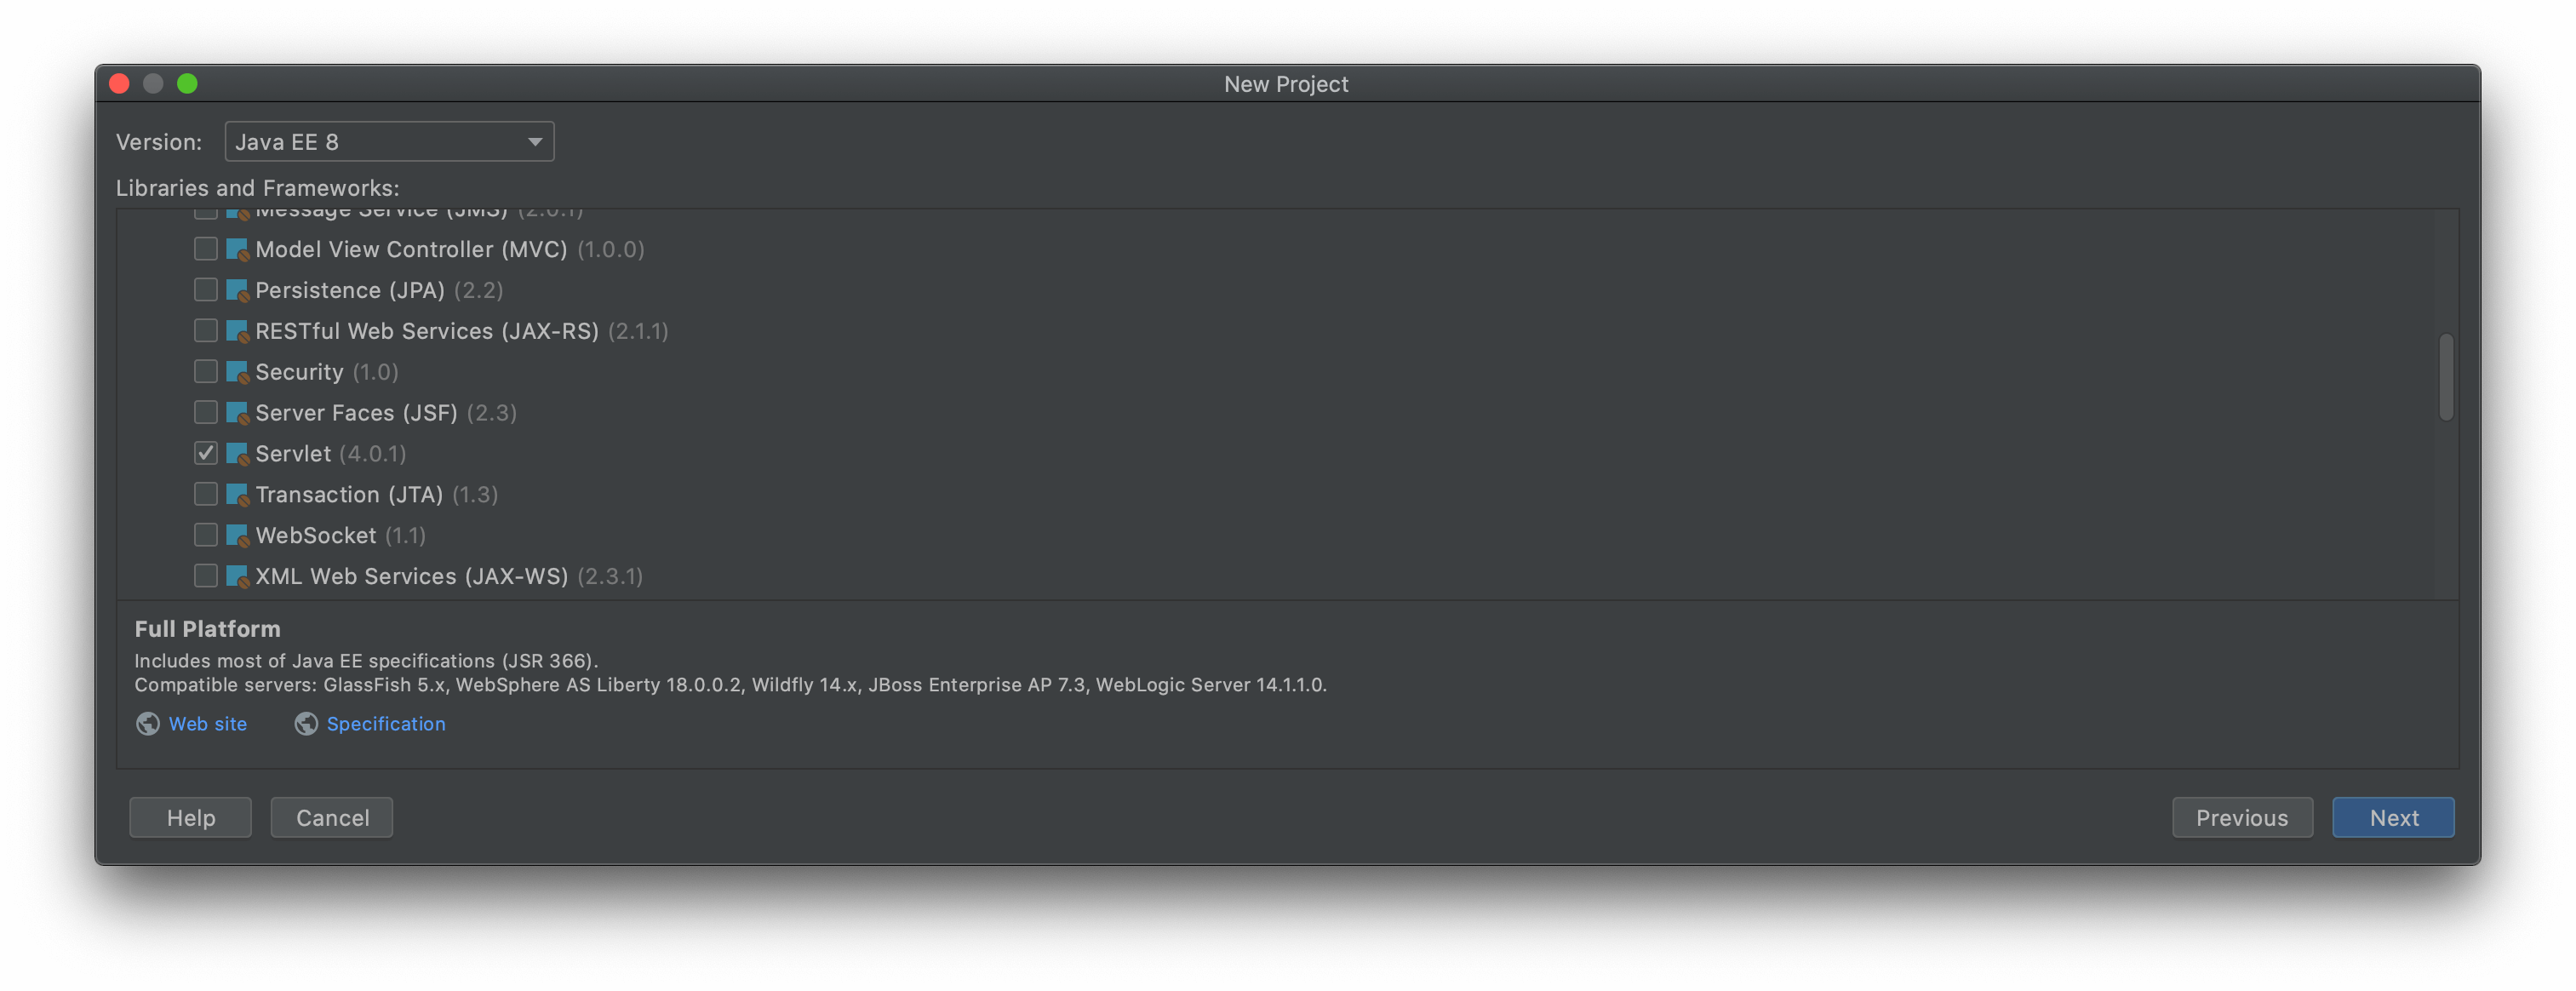 New Project
Version: Java EE 8
Libraries and Frameworks:
Message Service (JMS) (2.0.1)
Model View Controller (MVC) (1.0.0)
Persistence (JPA) (2.2)
RESTful Web Services (JAX-RS) (2.1.1)
Security (1.0)
Server Faces (JSF) (2.3)
Servlet (4.0.1)
Transaction (JTA) (1.3)
WebSocket (1.1)
XML Web Services (JAX-WS) (2.3.1)
Full Platform
Includes most of Java EE specifications (JSR 366).
Compatible servers: GlassFish 5.x, WebSphere AS Liberty 18.0.0.2, Wildfly 14.x, JBoss Enterprise AP 7.3, WebLogic Server 14.1.1.0.
Web site Specification
Help Cancel Previous Next